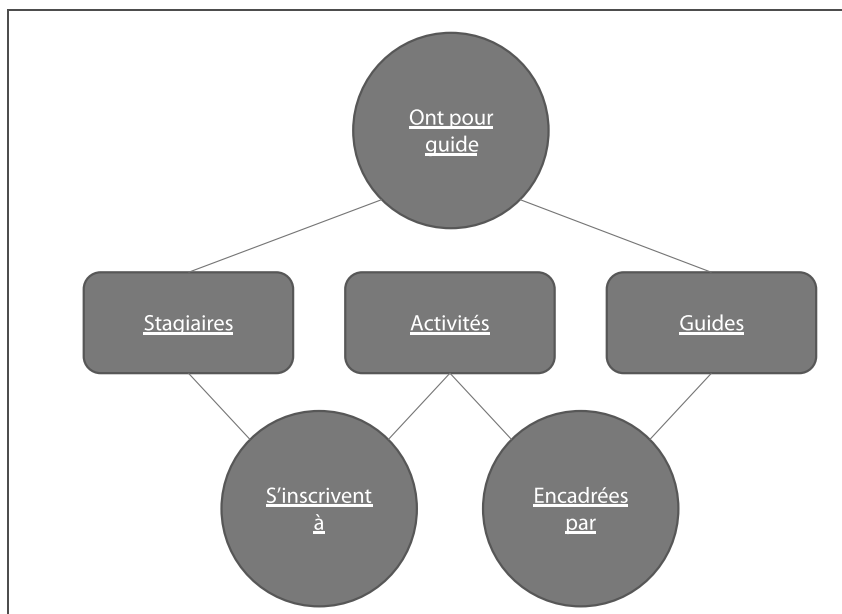 Ont pour
guide
Stagiaires
Activités
Guides
S’inscrivent
à
Encadrées
par